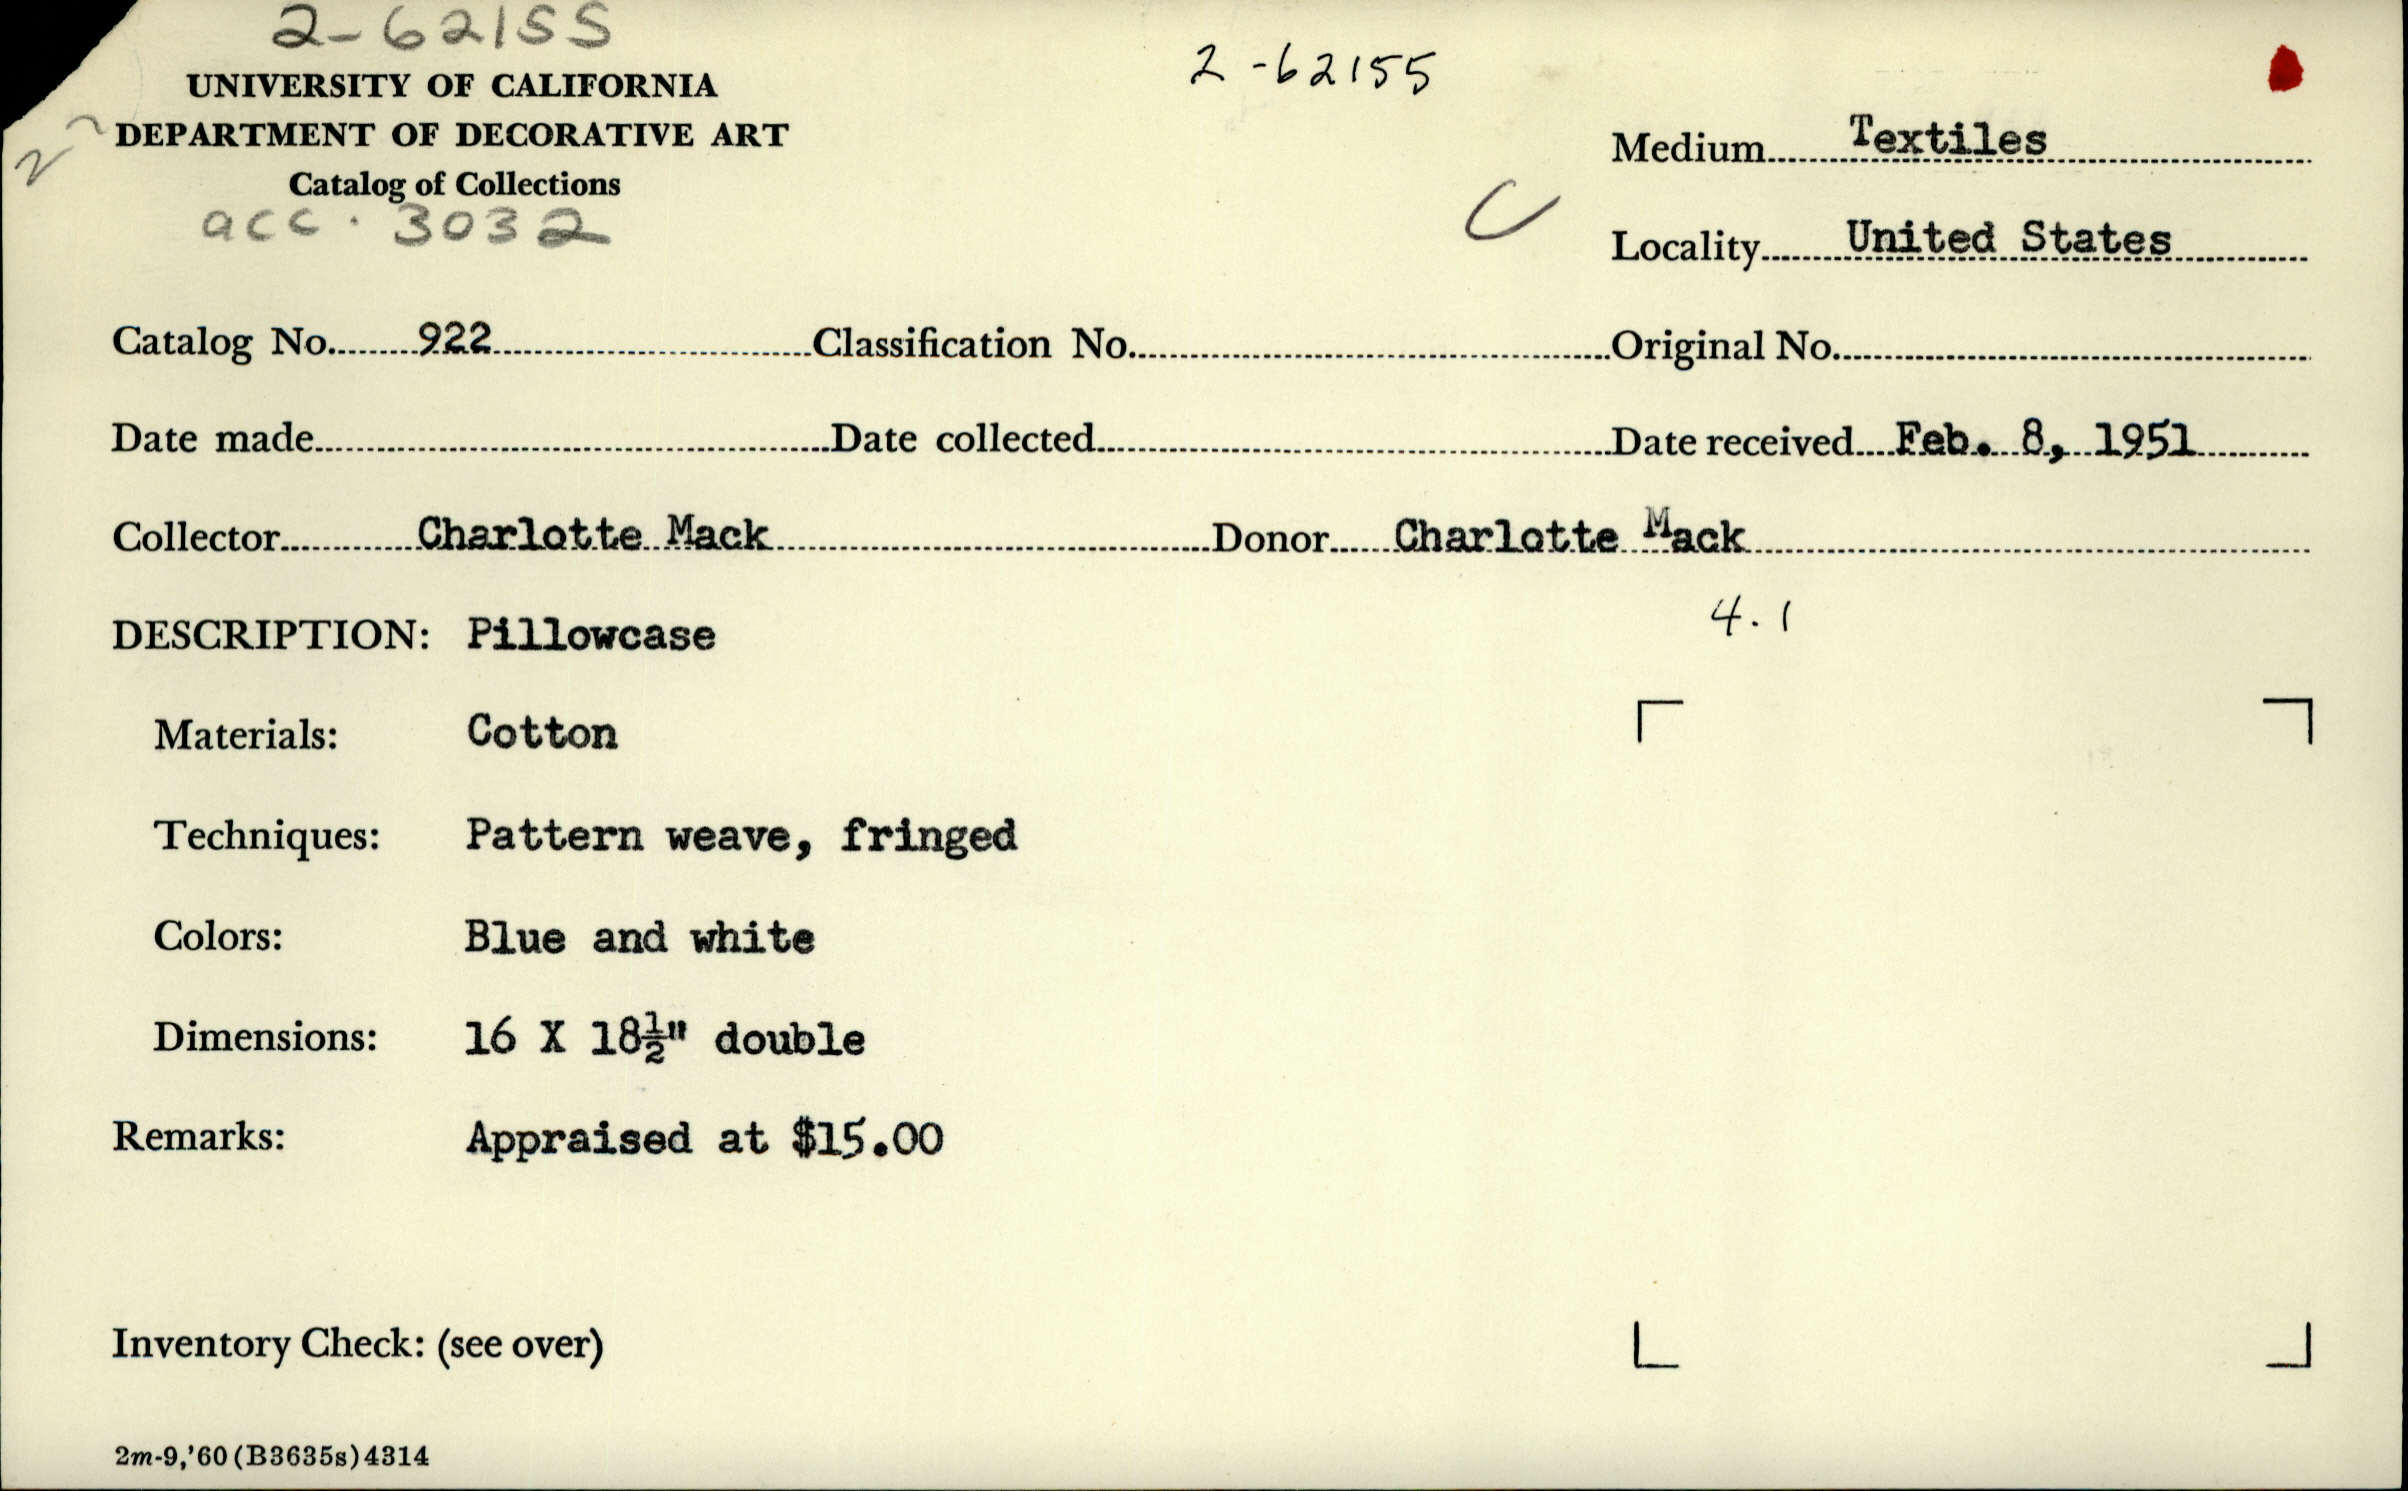 2-62155
UNIVERSITY OF CALIFORNIA
DEPARTMENT OF DECORATIVE ART
Catalog of Collections
acc. 3032
2-62155
C
Medium Textiles
Locality United States
Catalog No. 922 Classification No. Original No.
Date made Date collected Date received Feb. 8, 1951
Collector Charlotte Mack Donor Charlotte Mack
4.1
DESCRIPTION: Pillowcase
Materials: Cotton
Techniques: Pattern weave, fringed
Colors: Blue and white
Dimensions: 16 X 18½" double
Remarks: Appraised at $15.00
Inventory Check: (see over)
2m-9,'60(B3635s)4314